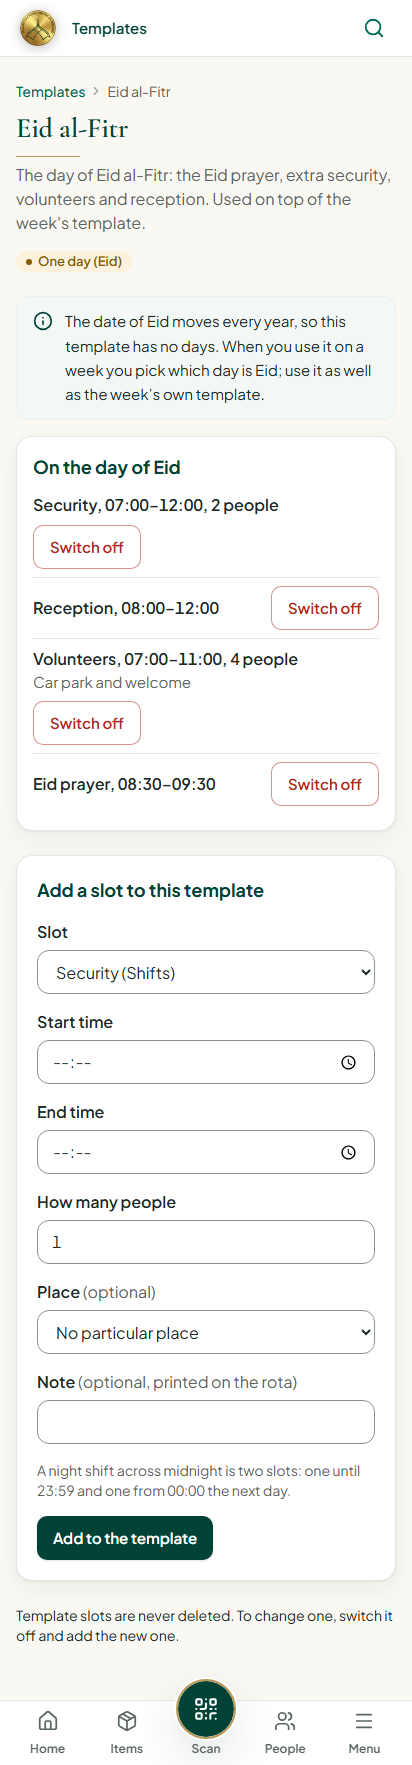 Templates
Templates > Eid al-Fitr
Eid al-Fitr
The day of Eid al-Fitr: the Eid prayer, extra security,
volunteers and reception. Used on top of the
week's template.
One day (Eid)
The date of Eid moves every year, so this
template has no days. When you use it on a
week you pick which day is Eid; use it as well
as the week's own template.
On the day of Eid
Security, 07:00–12:00, 2 people
Switch off
Reception, 08:00–12:00
Switch off
Volunteers, 07:00–11:00, 4 people
Car park and welcome
Switch off
Eid prayer, 08:30–09:30
Switch off
Add a slot to this template
Slot
Security (Shifts)
Start time
--:--
End time
--:--
How many people
1
Place (optional)
No particular place
Note (optional, printed on the rota)
A night shift across midnight is two slots: one until
23:59 and one from 00:00 the next day.
Add to the template
Template slots are never deleted. To change one, switch it
off and add the new one.
Home
Items
Scan
People
Menu